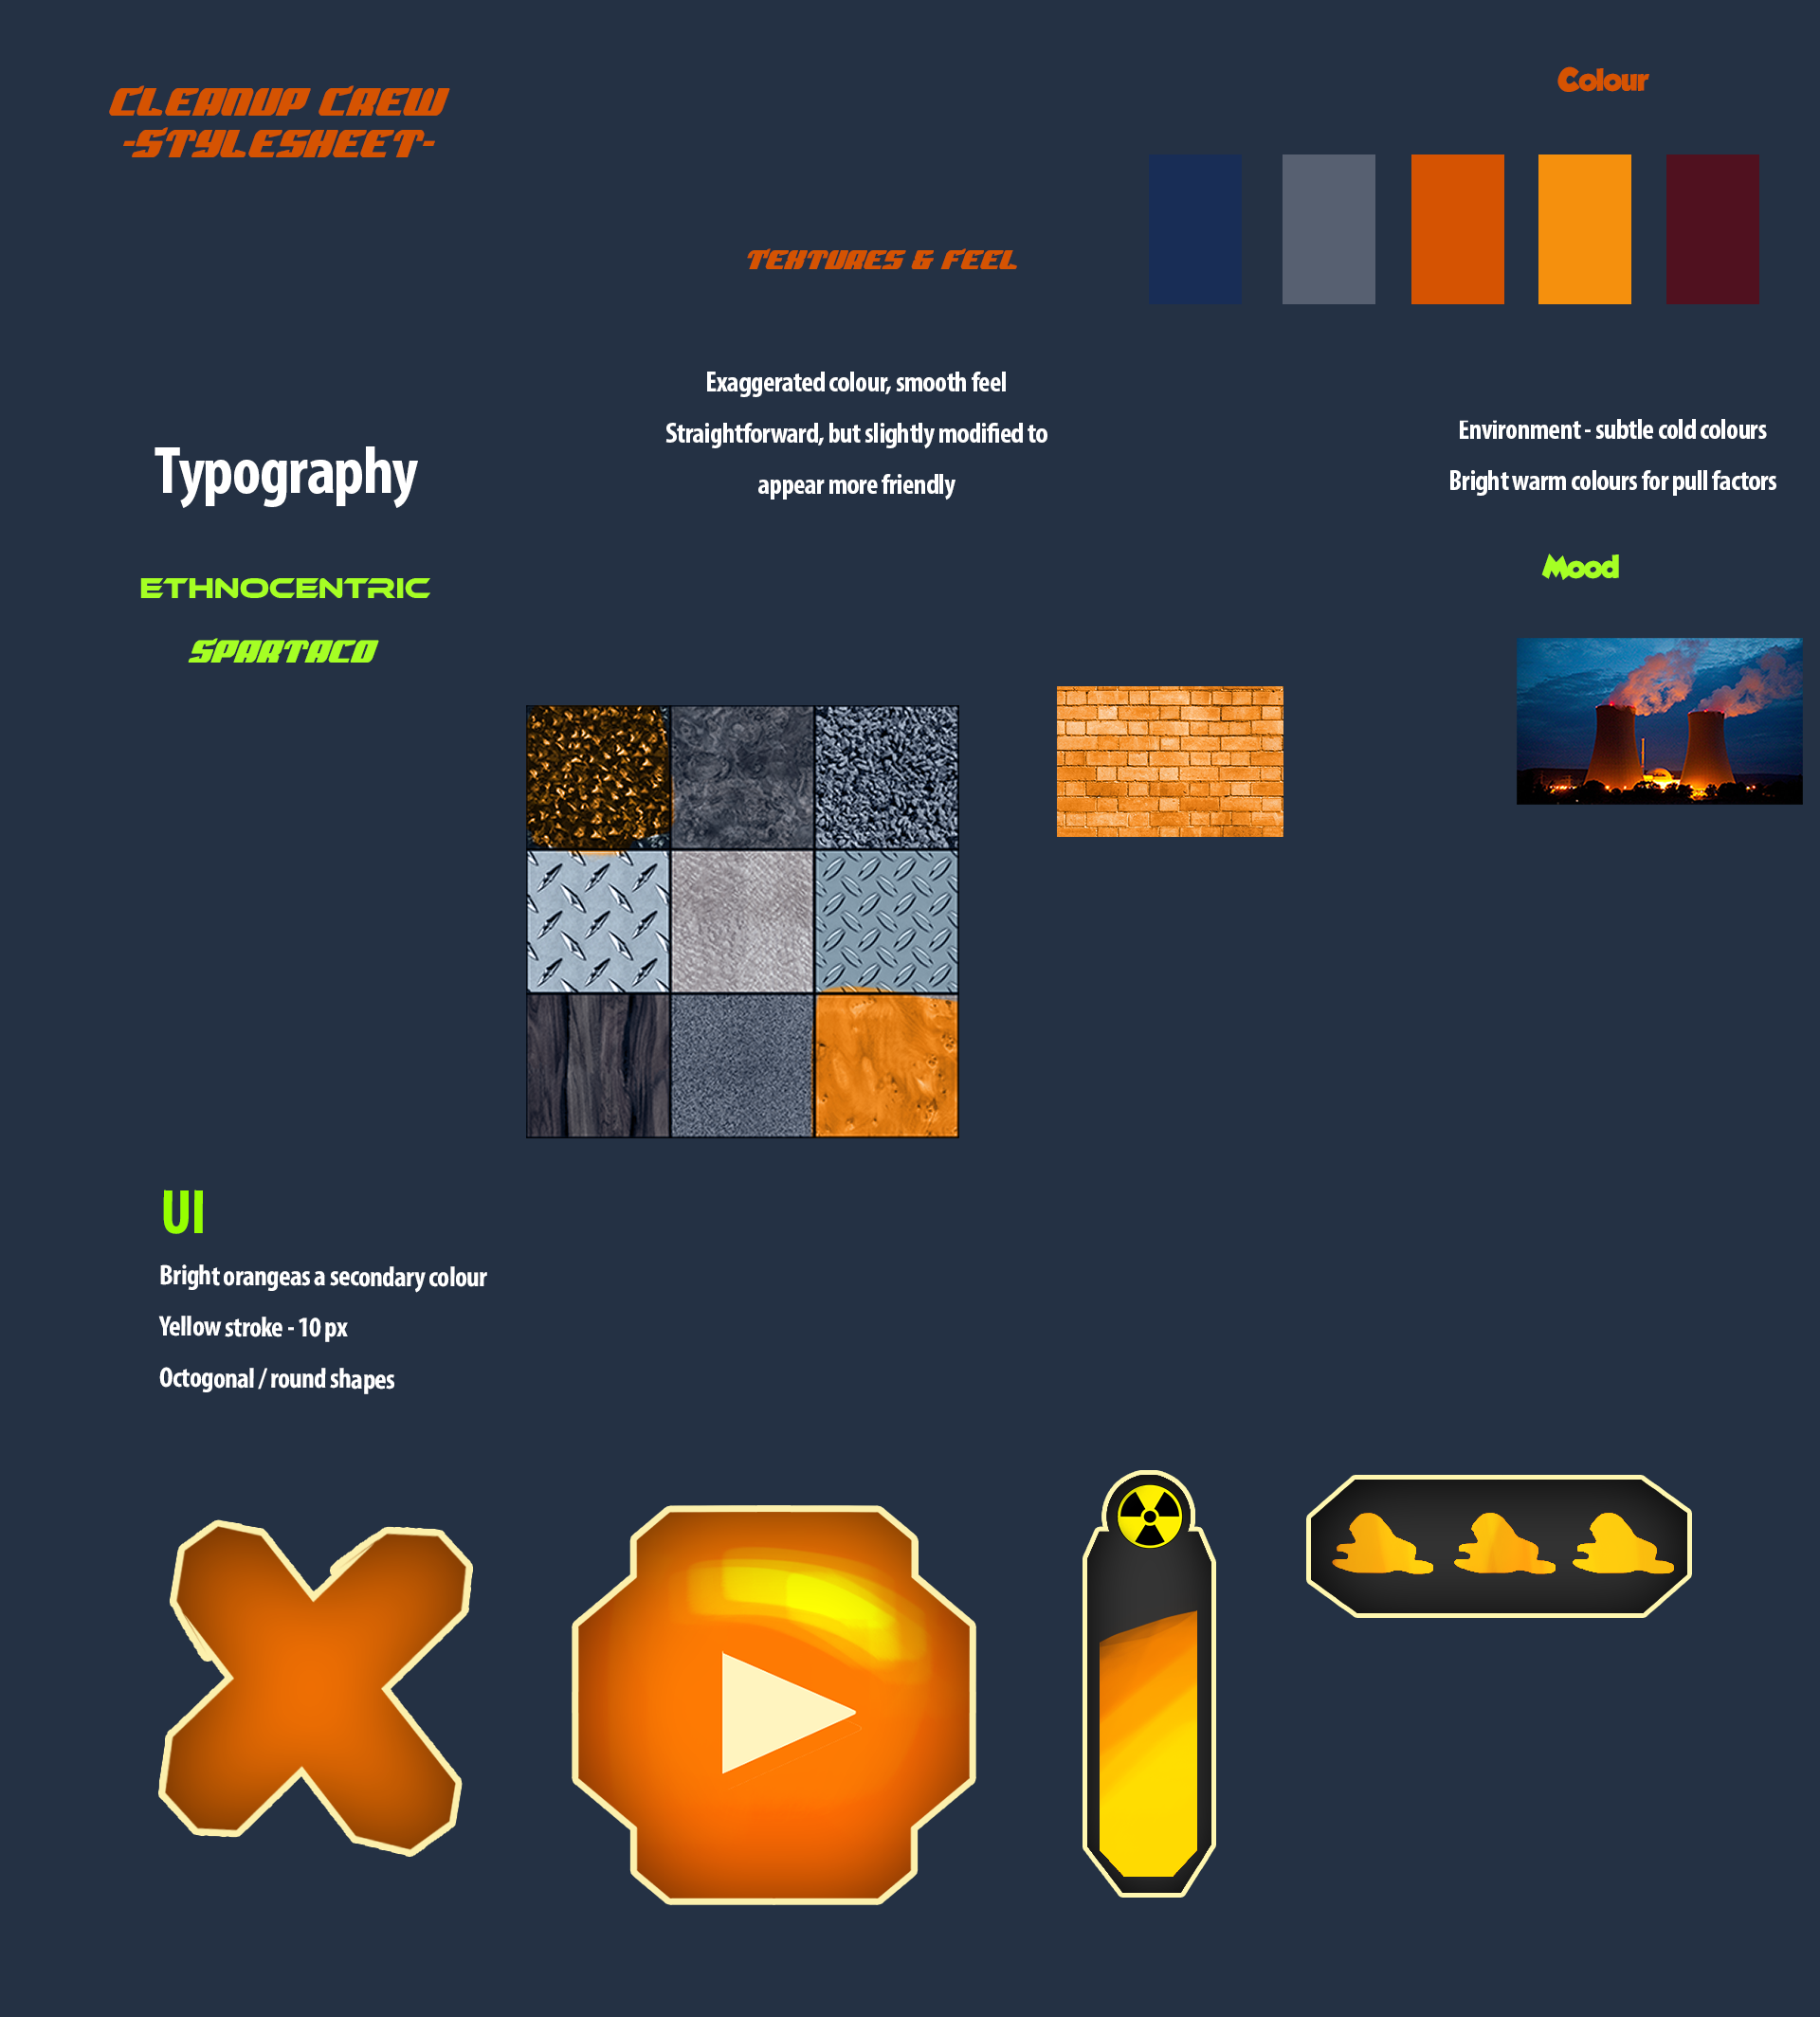 CLEANUP CREW
-STYLESHEET-
Colour
TEXTURES & FEEL
Exaggerated colour, smooth feel
Straightforward, but slightly modified to
appear more friendly
Environment - subtle cold colours
Bright warm colours for pull factors
Typography
ETHNOCENTRIC
SPARTACO
Mood
UI
Bright orangeas a secondary colour
Yellow stroke - 10 px
Octogonal / round shapes